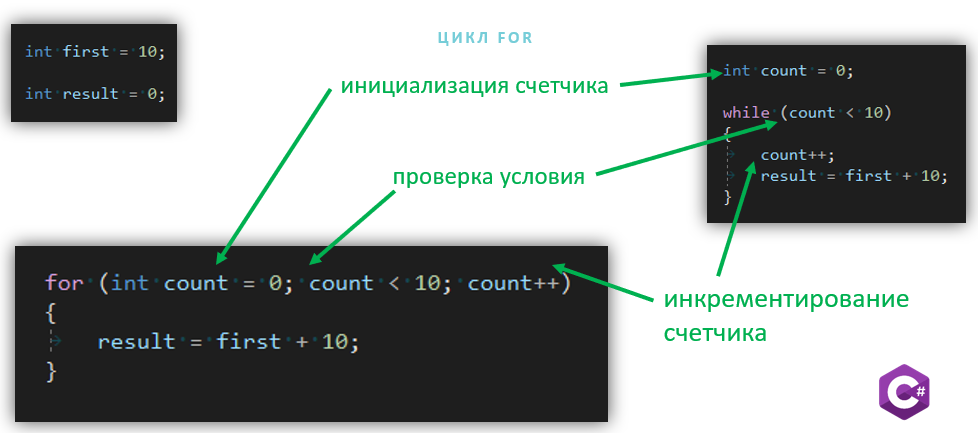 ЦИКЛ FOR
int first = 10;
int result = 0;
инициализация счетчика
int count = 0;
while (count < 10)
{
count++;
result = first + 10;
}
проверка условия
for (int count = 0; count < 10; count++)
{
result = first + 10;
}
инкрементирование
счетчика
C#